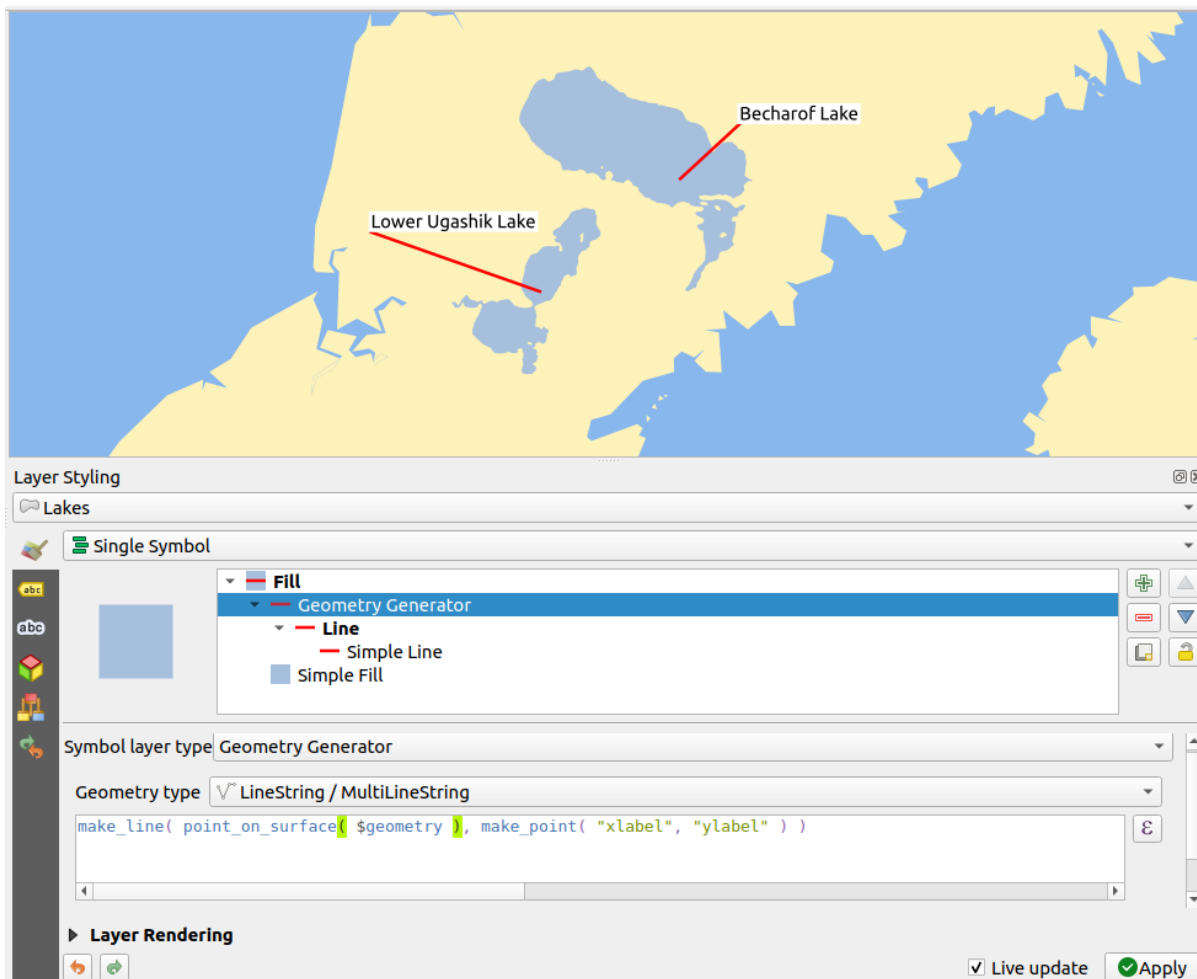 Becharof Lake
Lower Ugashik Lake
Layer Styling
Lakes
Single Symbol
abc
Fill
Geometry Generator
abc
Line
Simple Line
Simple Fill
Symbol layer type Geometry Generator
Geometry type LineString / MultiLineString
make_line( point_on_surface( $geometry ), make_point( "xlabel", "ylabel" ) )
ε
Layer Rendering
Live update Apply